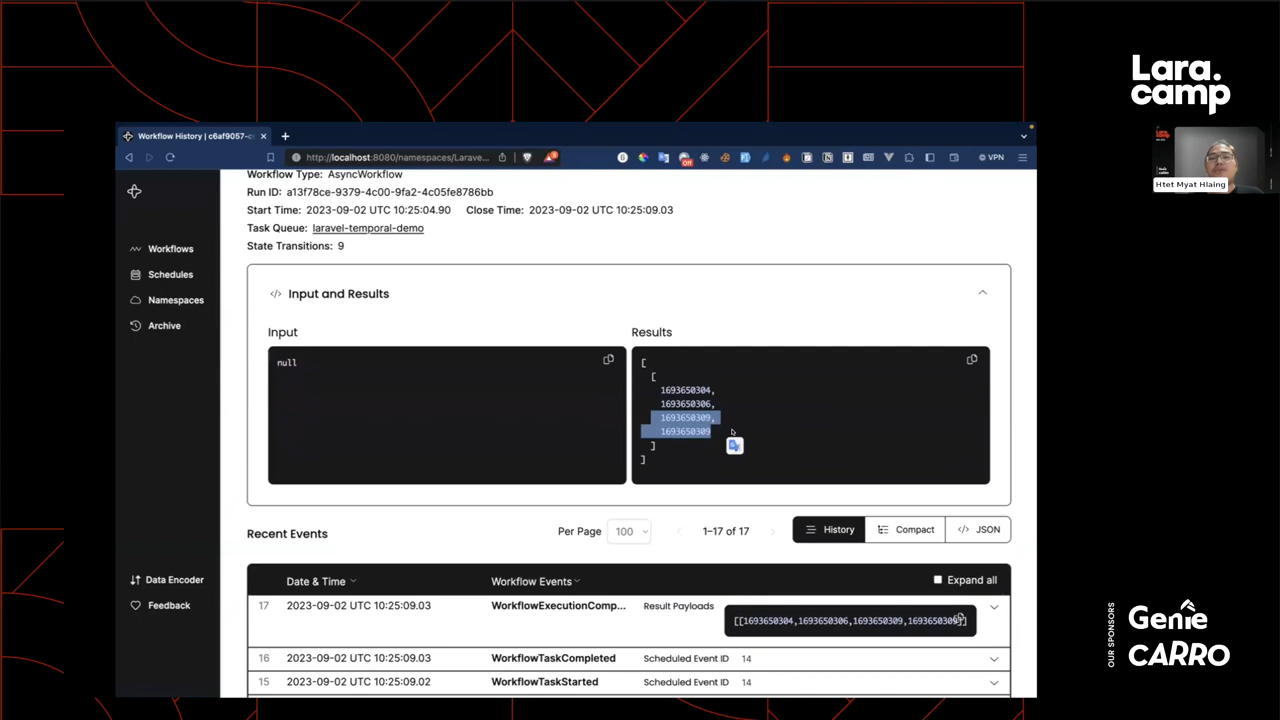 Lara.
camp
Htet Myat Hlaing
Workflow History | c6af9057-c
http://localhost:8080/namespaces/Larave...
Off
VPN
Workflow Type: AsyncWorkflow
Run ID: a13f78ce-9379-4c00-9fa2-4c05fe8786bb
Start Time: 2023-09-02 UTC 10:25:04.90 Close Time: 2023-09-02 UTC 10:25:09.03
Task Queue: laravel-temporal-demo
State Transitions: 9
Workflows
Schedules
Namespaces
Archive
Data Encoder
Feedback
Input and Results
Input
null
Results
[
[
1693650304,
1693650306,
1693650309,
1693650309
]
]
Recent Events
Per Page 100 1–17 of 17 History Compact JSON
Date & Time Workflow Events Expand all
17 2023-09-02 UTC 10:25:09.03 WorkflowExecutionComp... Result Payloads [[1693650304,1693650306,1693650309,1693650309]]
16 2023-09-02 UTC 10:25:09.03 WorkflowTaskCompleted Scheduled Event ID 14
15 2023-09-02 UTC 10:25:09.02 WorkflowTaskStarted Scheduled Event ID 14
OUR SPONSORS
Genie
CARRO